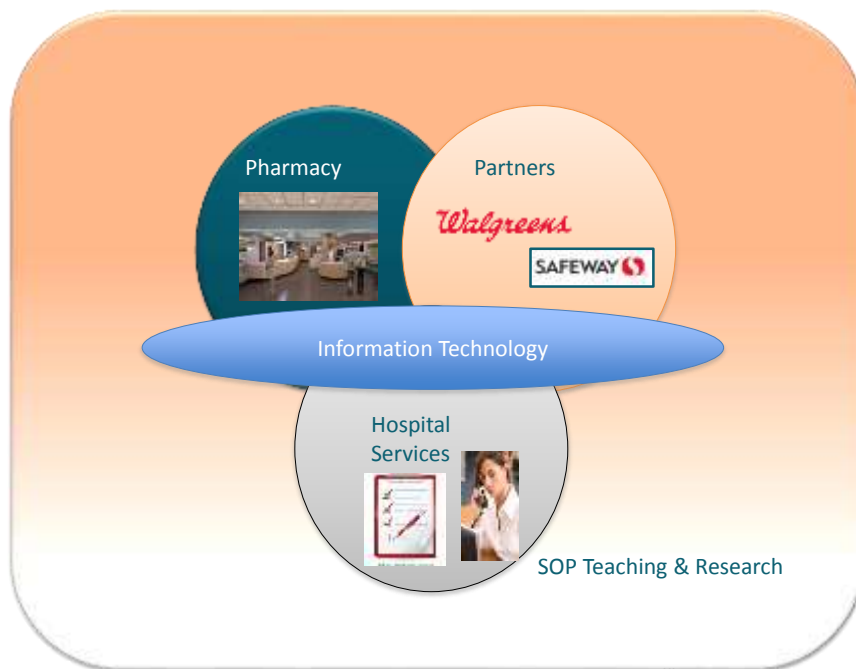 Pharmacy
Partners
Walgreens
SAFEWAY
Information Technology
Hospital
Services
SOP Teaching & Research